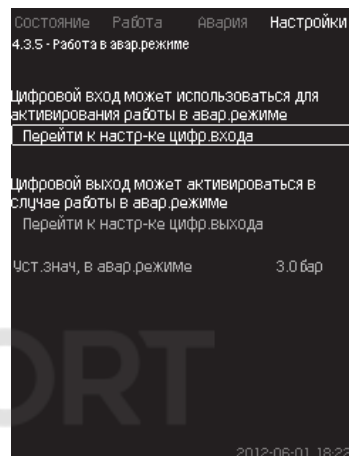 Состояние Работа Авария Настройки
4.3.5 - Работа в авар.режиме
Цифровой вход может использоваться для
активирования работы в авар.режиме
Перейти к настр-ке цифр.входа
Цифровой выход может активироваться в
случае работы в авар.режиме
Перейти к настр-ке цифр.выхода
Уст.знач, в авар.режиме 3.0 бар
ORT
2012-06-01 18:22